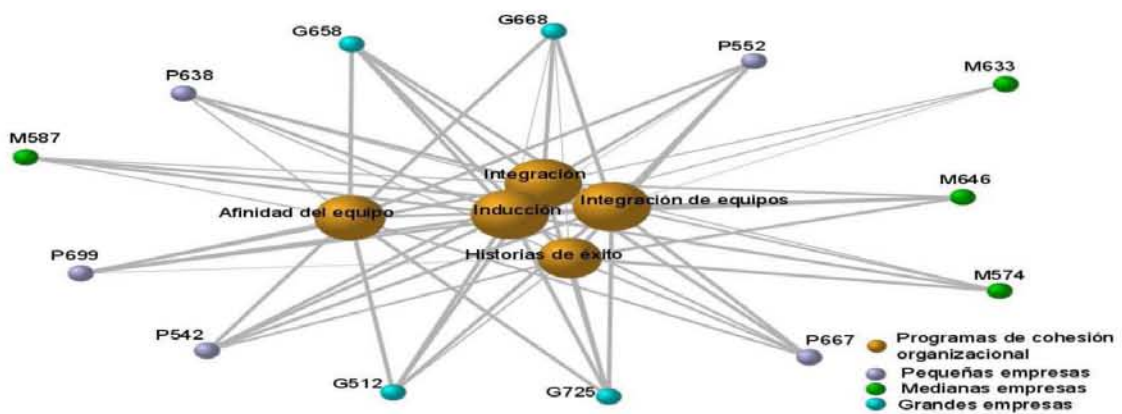 G668
G658
P552
P638
M633
M587
Integración
M646
Integración de equipos
Afinidad del equipo
Inducción
Historias de éxito
P699
M574
P542
P667
Programas de cohesión
organizacional
Pequeñas empresas
G512
G725
Medianas empresas
Grandes empresas